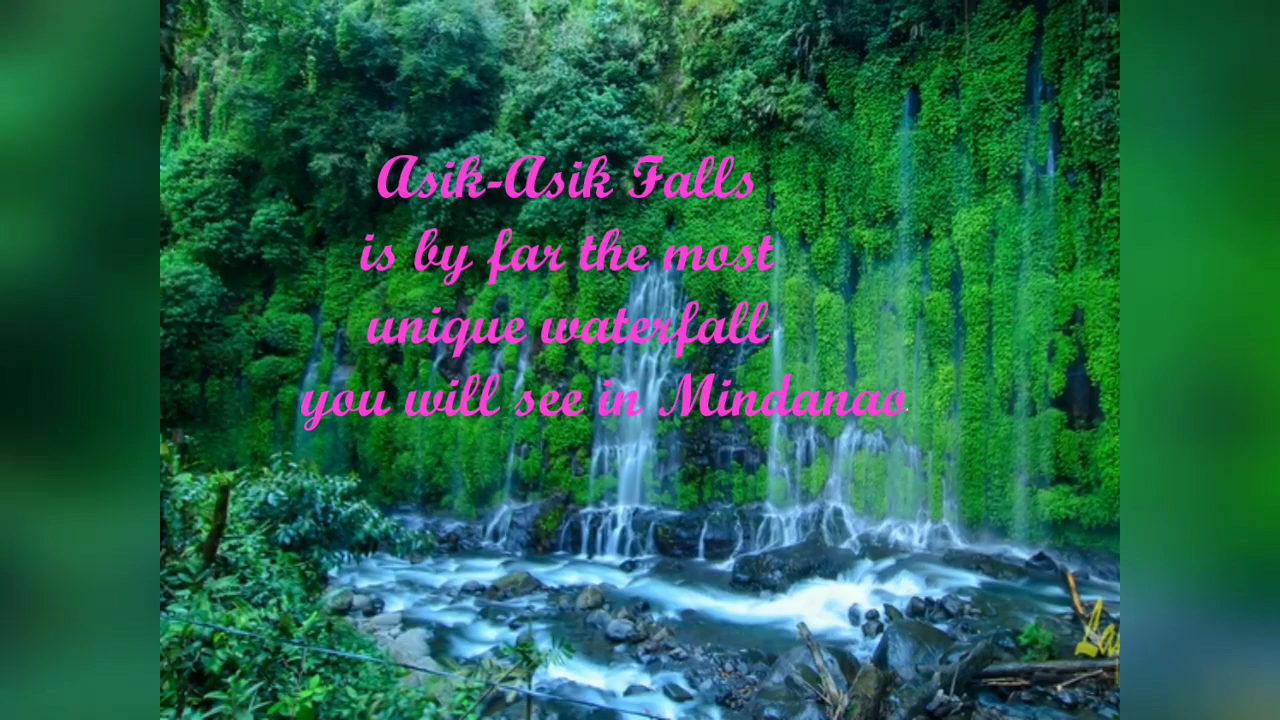 Asik-Asik Falls
is by far the most
unique waterfall
you will see in Mindanao